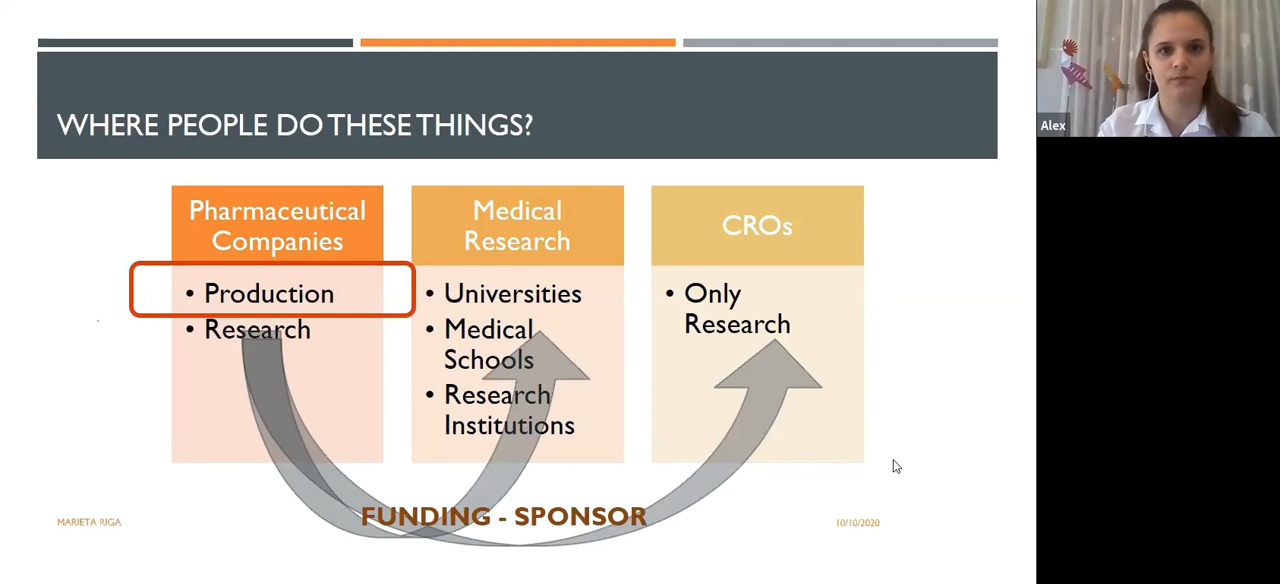 WHERE PEOPLE DO THESE THINGS?
Pharmaceutical
Companies
• Production
• Research
Medical
Research
• Universities
• Medical
Schools
• Research
Institutions
CROs
• Only
Research
FUNDING - SPONSOR
MARIETA RIGA
10/10/2020
Alex